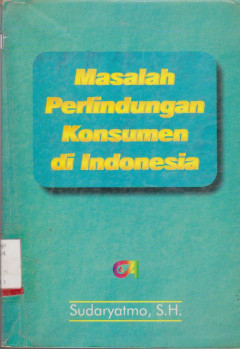 Masalah
Perlindungan
Konsumen
di Indonesia
Sudaryatmo, S.H.